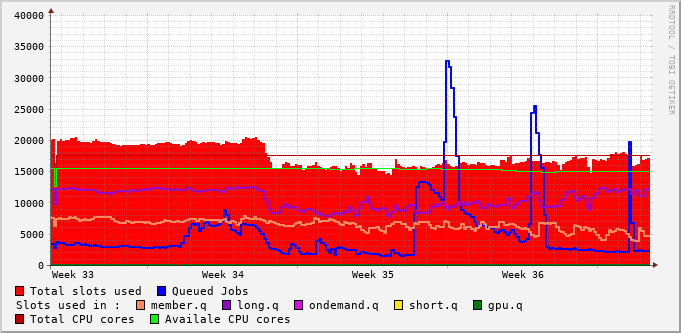 40000
35000
30000
25000
20000
15000
10000
5000
0
Week 33 Week 34 Week 35 Week 36
RRDTOOL / TOBI OETIKER
Total slots used Queued Jobs
Slots used in : member.q long.q ondemand.q short.q gpu.q
Total CPU cores Availale CPU cores